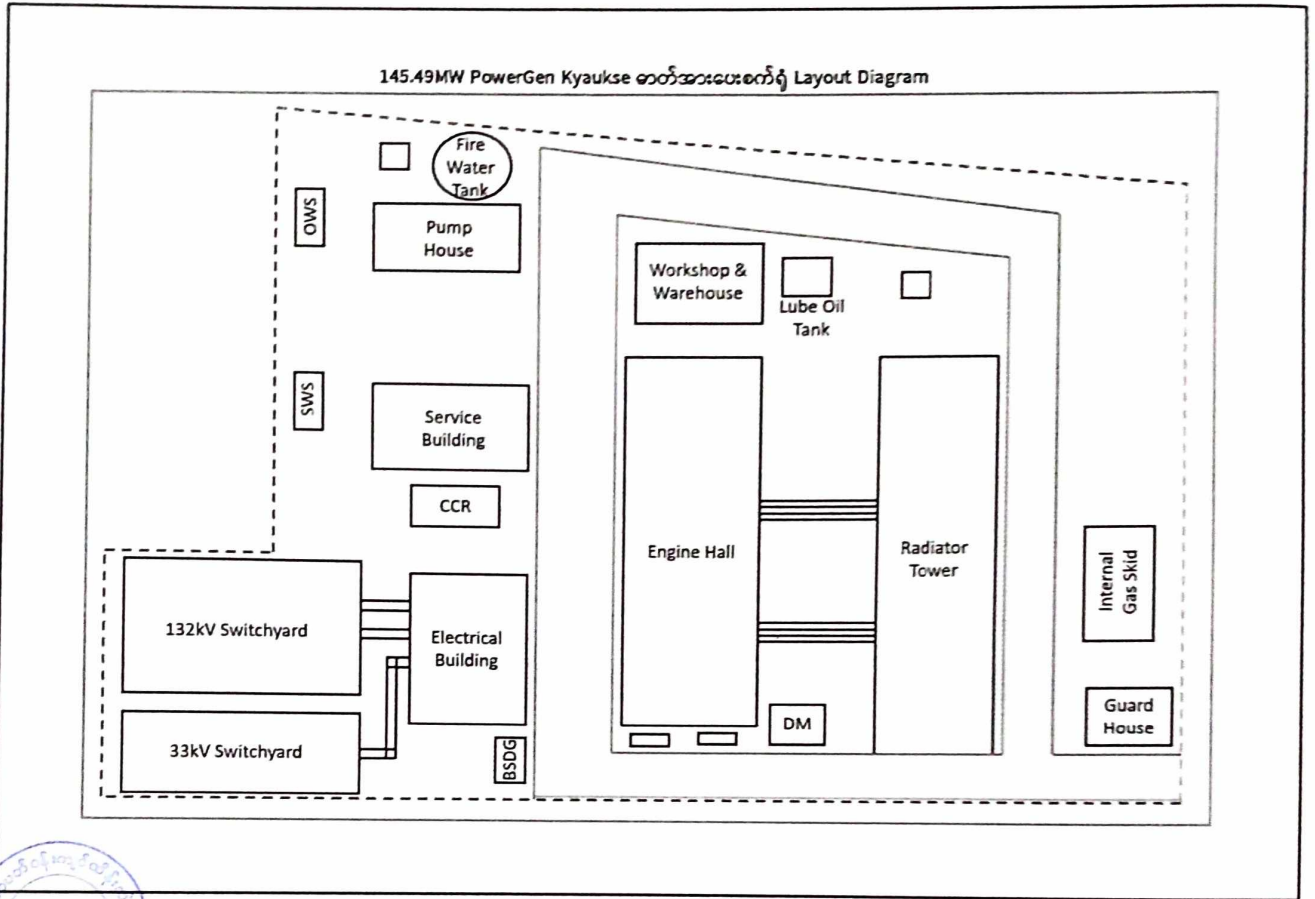 145.49MW PowerGen Kyaukse ဓာတ်အားပေးစက်ရုံ Layout Diagram
Fire
Water
Tank
OWS
Pump
House
Workshop &
Warehouse
Lube Oil
Tank
SWS
Service
Building
CCR
Engine Hall
Radiator
Tower
Internal
Gas Skid
132kV Switchyard
Electrical
Building
33kV Switchyard
BSDG
DM
Guard
House